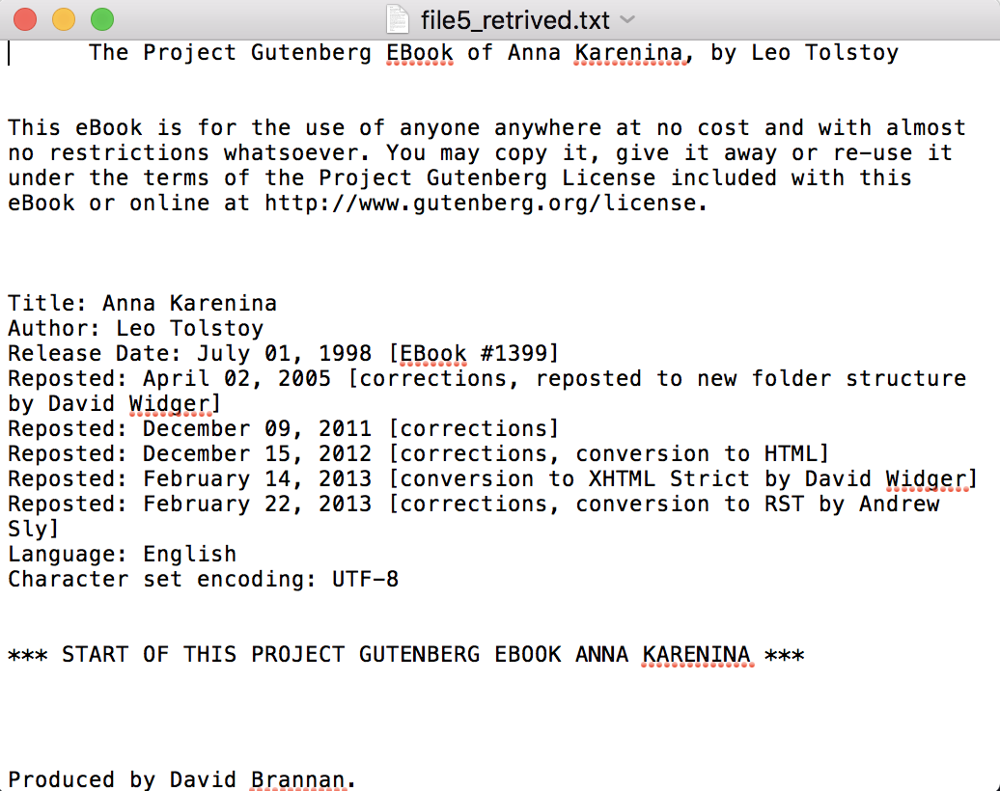 file5_retrived.txt
The Project Gutenberg EBook of Anna Karenina, by Leo Tolstoy
This eBook is for the use of anyone anywhere at no cost and with almost
no restrictions whatsoever. You may copy it, give it away or re-use it
under the terms of the Project Gutenberg License included with this
eBook or online at http://www.gutenberg.org/license.
Title: Anna Karenina
Author: Leo Tolstoy
Release Date: July 01, 1998 [EBook #1399]
Reposted: April 02, 2005 [corrections, reposted to new folder structure
by David Widger]
Reposted: December 09, 2011 [corrections]
Reposted: December 15, 2012 [corrections, conversion to HTML]
Reposted: February 14, 2013 [conversion to XHTML Strict by David Widger]
Reposted: February 22, 2013 [corrections, conversion to RST by Andrew
Sly]
Language: English
Character set encoding: UTF-8
*** START OF THIS PROJECT GUTENBERG EBOOK ANNA KARENINA ***
Produced by David Brannan.